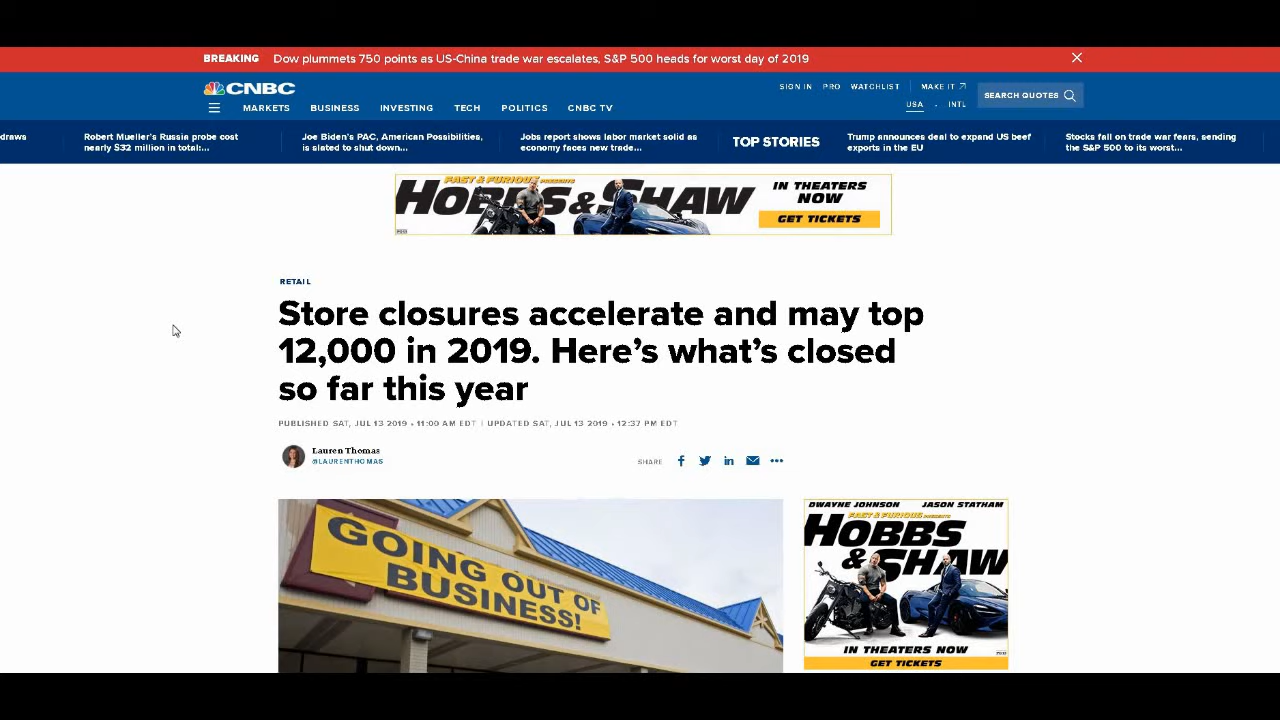 BREAKING Dow plummets 750 points as US-China trade war escalates, S&P 500 heads for worst day of 2019
CNBC
SIGN IN PRO WATCHLIST MAKE IT
USA · INTL
SEARCH QUOTES
MARKETS BUSINESS INVESTING TECH POLITICS CNBC TV
draws
Robert Mueller's Russia probe cost
nearly $32 million in total:...
Joe Biden's PAC, American Possibilities,
is slated to shut down...
Jobs report shows labor market solid as
economy faces new trade...
TOP STORIES
Trump announces deal to expand US beef
exports in the EU
Stocks fall on trade war fears, sending
the S&P 500 to its worst...
FAST & FURIOUS PRESENTS
HOBBS & SHAW
IN THEATERS
NOW
GET TICKETS
RETAIL
Store closures accelerate and may top
12,000 in 2019. Here's what's closed
so far this year
PUBLISHED SAT, JUL 13 2019 • 11:00 AM EDT | UPDATED SAT, JUL 13 2019 • 12:37 PM EDT
Lauren Thomas
@LAURENTHOMAS
SHARE
GOING OUT OF
BUSINESS!
DWAYNE JOHNSON JASON STATHAM
FAST & FURIOUS PRESENTS
HOBBS
& SHAW
IN THEATERS NOW
GET TICKETS